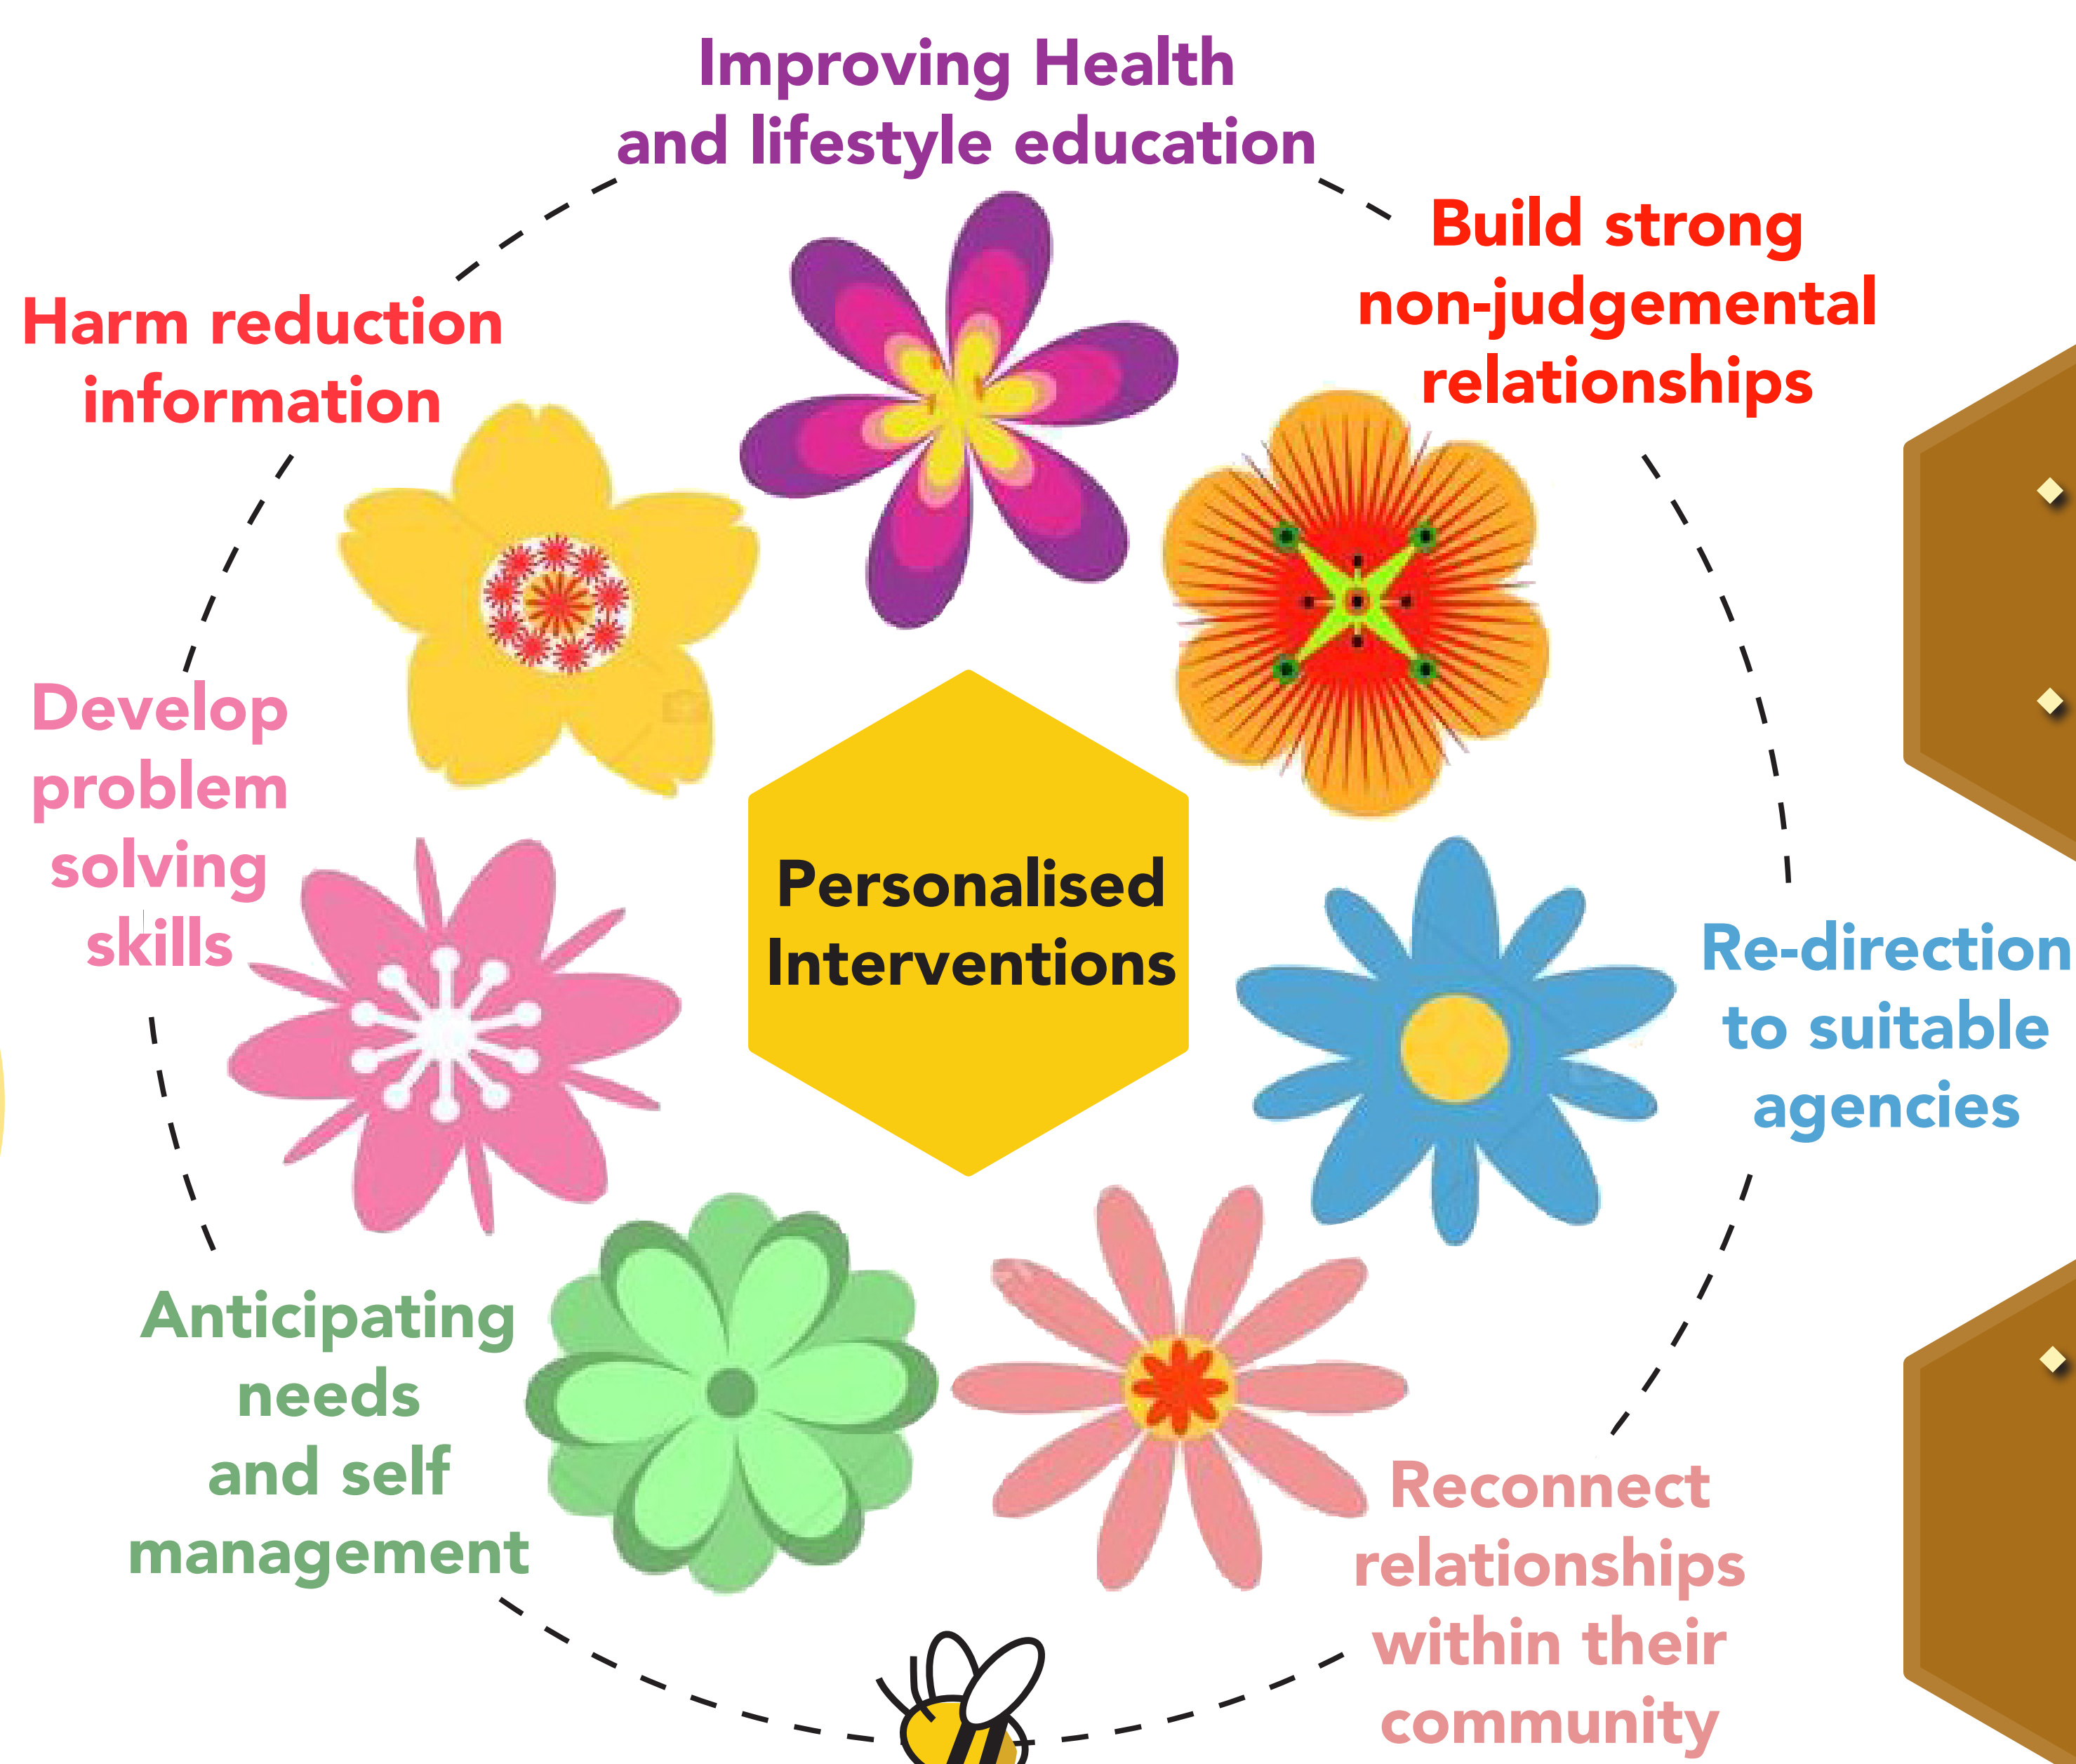 Improving Health
and lifestyle education
Build strong
non-judgemental
relationships
Harm reduction
information
Develop
problem
solving
skills
Personalised
Interventions
Re-direction
to suitable
agencies
Anticipating
needs
and self
management
Reconnect
relationships
within their
community